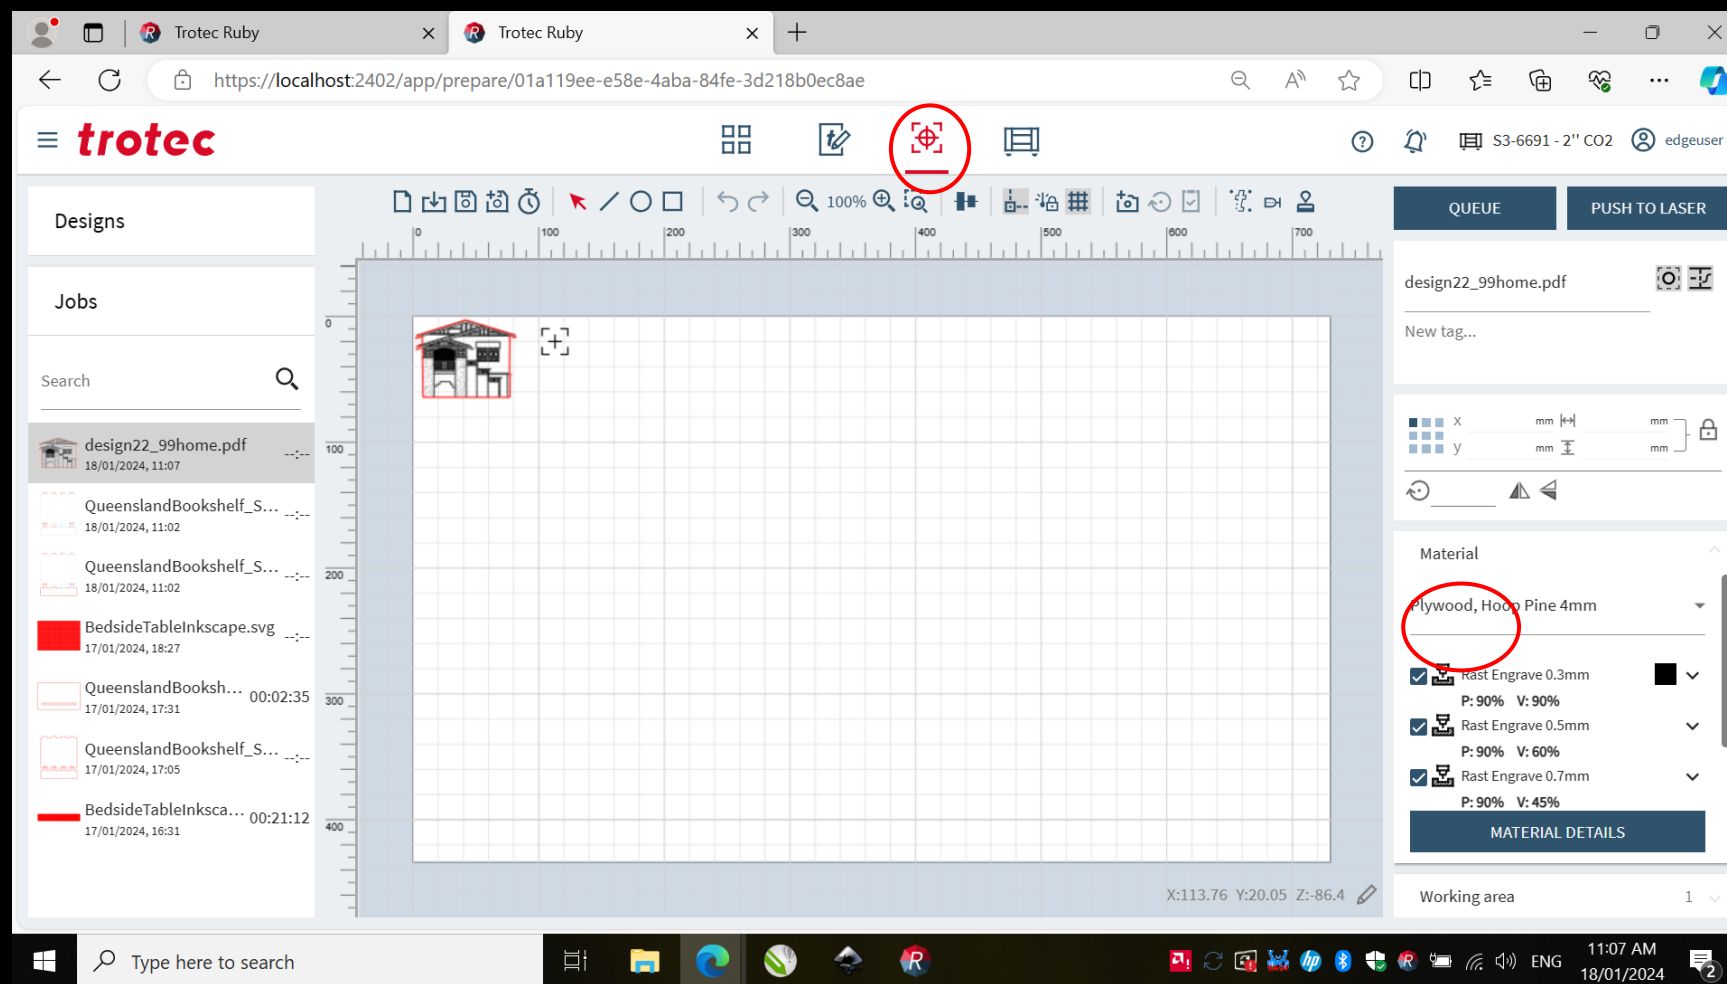 Trotec Ruby
Trotec Ruby
https://localhost:2402/app/prepare/01a119ee-e58e-4aba-84fe-3d218b0ec8ae
trotec
S3-6691 - 2'' CO2
edgeuser
Designs
100%
QUEUE
PUSH TO LASER
0 100 200 300 400 500 600 700
Jobs
design22_99home.pdf
New tag...
0
Search
design22_99home.pdf
18/01/2024, 11:07
--:--
QueenslandBookshelf_S...
18/01/2024, 11:02
--:--
QueenslandBookshelf_S...
18/01/2024, 11:02
--:--
BedsideTableInkscape.svg
17/01/2024, 18:27
--:--
QueenslandBooksh...
17/01/2024, 17:31
00:02:35
QueenslandBookshelf_S...
17/01/2024, 17:05
--:--
BedsideTableInksca...
17/01/2024, 16:31
00:21:12
100
200
300
400
x mm mm
y mm mm
Material
Plywood, Hoop Pine 4mm
Rast Engrave 0.3mm
P: 90% V: 90%
Rast Engrave 0.5mm
P: 90% V: 60%
Rast Engrave 0.7mm
P: 90% V: 45%
MATERIAL DETAILS
X:113.76 Y:20.05 Z:-86.4
Working area 1
Type here to search
ENG
11:07 AM
18/01/2024
2